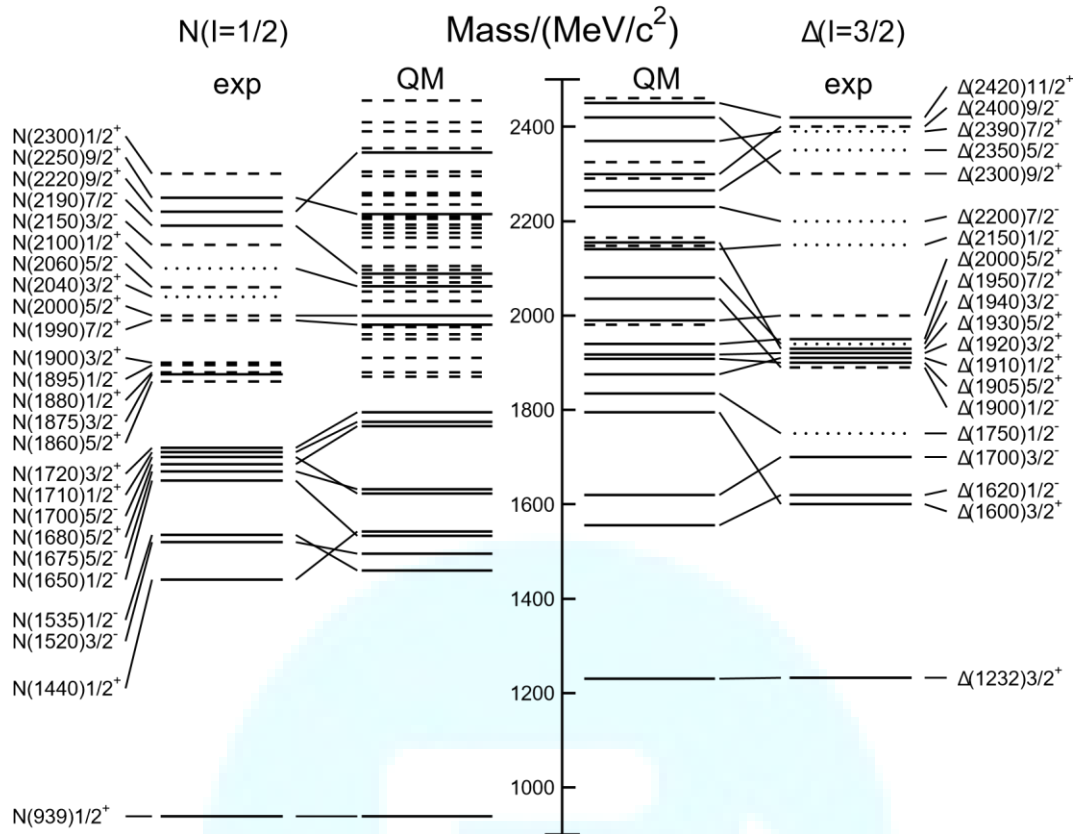 N(I=1/2)
Mass/(MeV/c²)
Δ(I=3/2)
exp
QM
QM
exp
N(2300)1/2⁺
N(2250)9/2⁺
N(2220)9/2⁺
N(2190)7/2⁻
N(2150)3/2⁻
N(2100)1/2⁺
N(2060)5/2⁻
N(2040)3/2⁺
N(2000)5/2⁺
N(1990)7/2⁺
N(1900)3/2⁺
N(1895)1/2⁻
N(1880)1/2⁺
N(1875)3/2⁻
N(1860)5/2⁺
N(1720)3/2⁺
N(1710)1/2⁺
N(1700)5/2⁻
N(1680)5/2⁺
N(1675)5/2⁻
N(1650)1/2⁻
N(1535)1/2⁻
N(1520)3/2⁻
N(1440)1/2⁺
N(939)1/2⁺
2400
2200
2000
1800
1600
1400
1200
1000
Δ(2420)11/2⁺
Δ(2400)9/2⁻
Δ(2390)7/2⁺
Δ(2350)5/2⁻
Δ(2300)9/2⁺
Δ(2200)7/2⁻
Δ(2150)1/2⁻
Δ(2000)5/2⁺
Δ(1950)7/2⁺
Δ(1940)3/2⁻
Δ(1930)5/2⁺
Δ(1920)3/2⁺
Δ(1910)1/2⁺
Δ(1905)5/2⁺
Δ(1900)1/2⁻
Δ(1750)1/2⁻
Δ(1700)3/2⁻
Δ(1620)1/2⁻
Δ(1600)3/2⁺
Δ(1232)3/2⁺